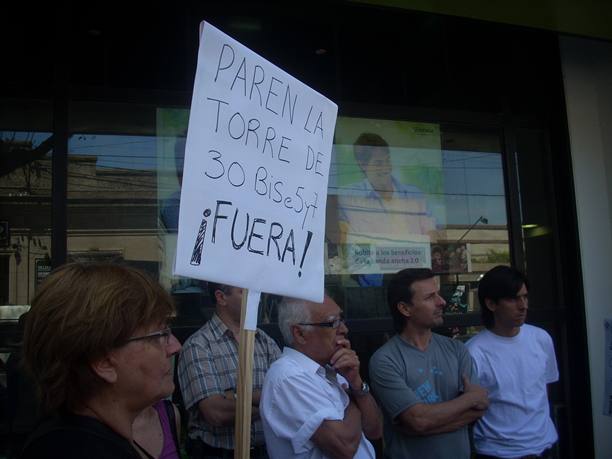 PAREN LA
TORRE DE
30 BiS e 5 y 7
¡FUERA!